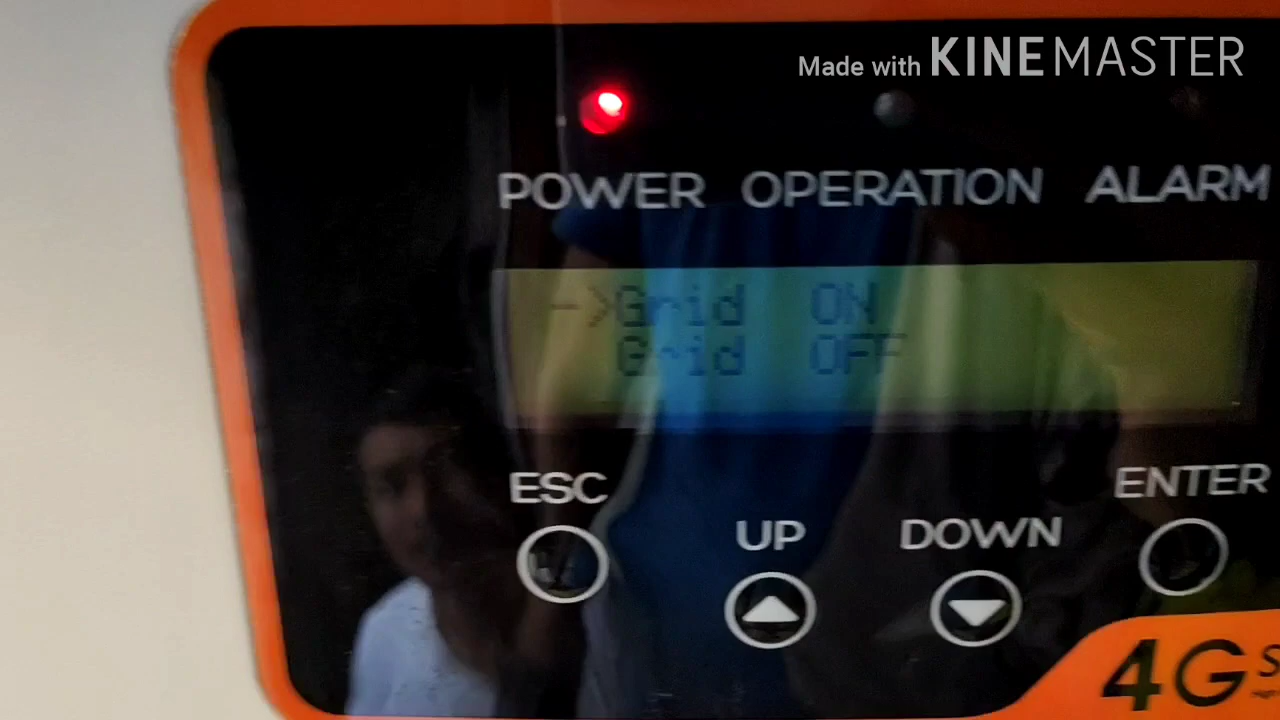 Made with KINEMASTER
POWER OPERATION ALARM
->Grid ON
Grid OFF
ESC
UP
DOWN
ENTER
4G